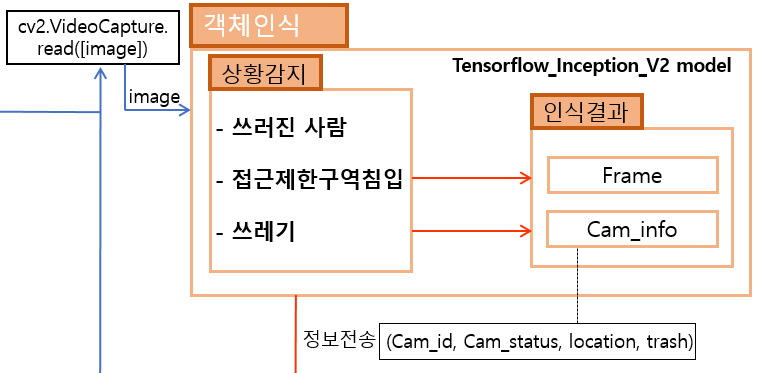 cv2.VideoCapture.
read([image])
객체인식
image
상황감지
Tensorflow_Inception_V2 model
- 쓰러진 사람
- 접근제한구역침입
- 쓰레기
인식결과
Frame
Cam_info
정보전송
(Cam_id, Cam_status, location, trash)